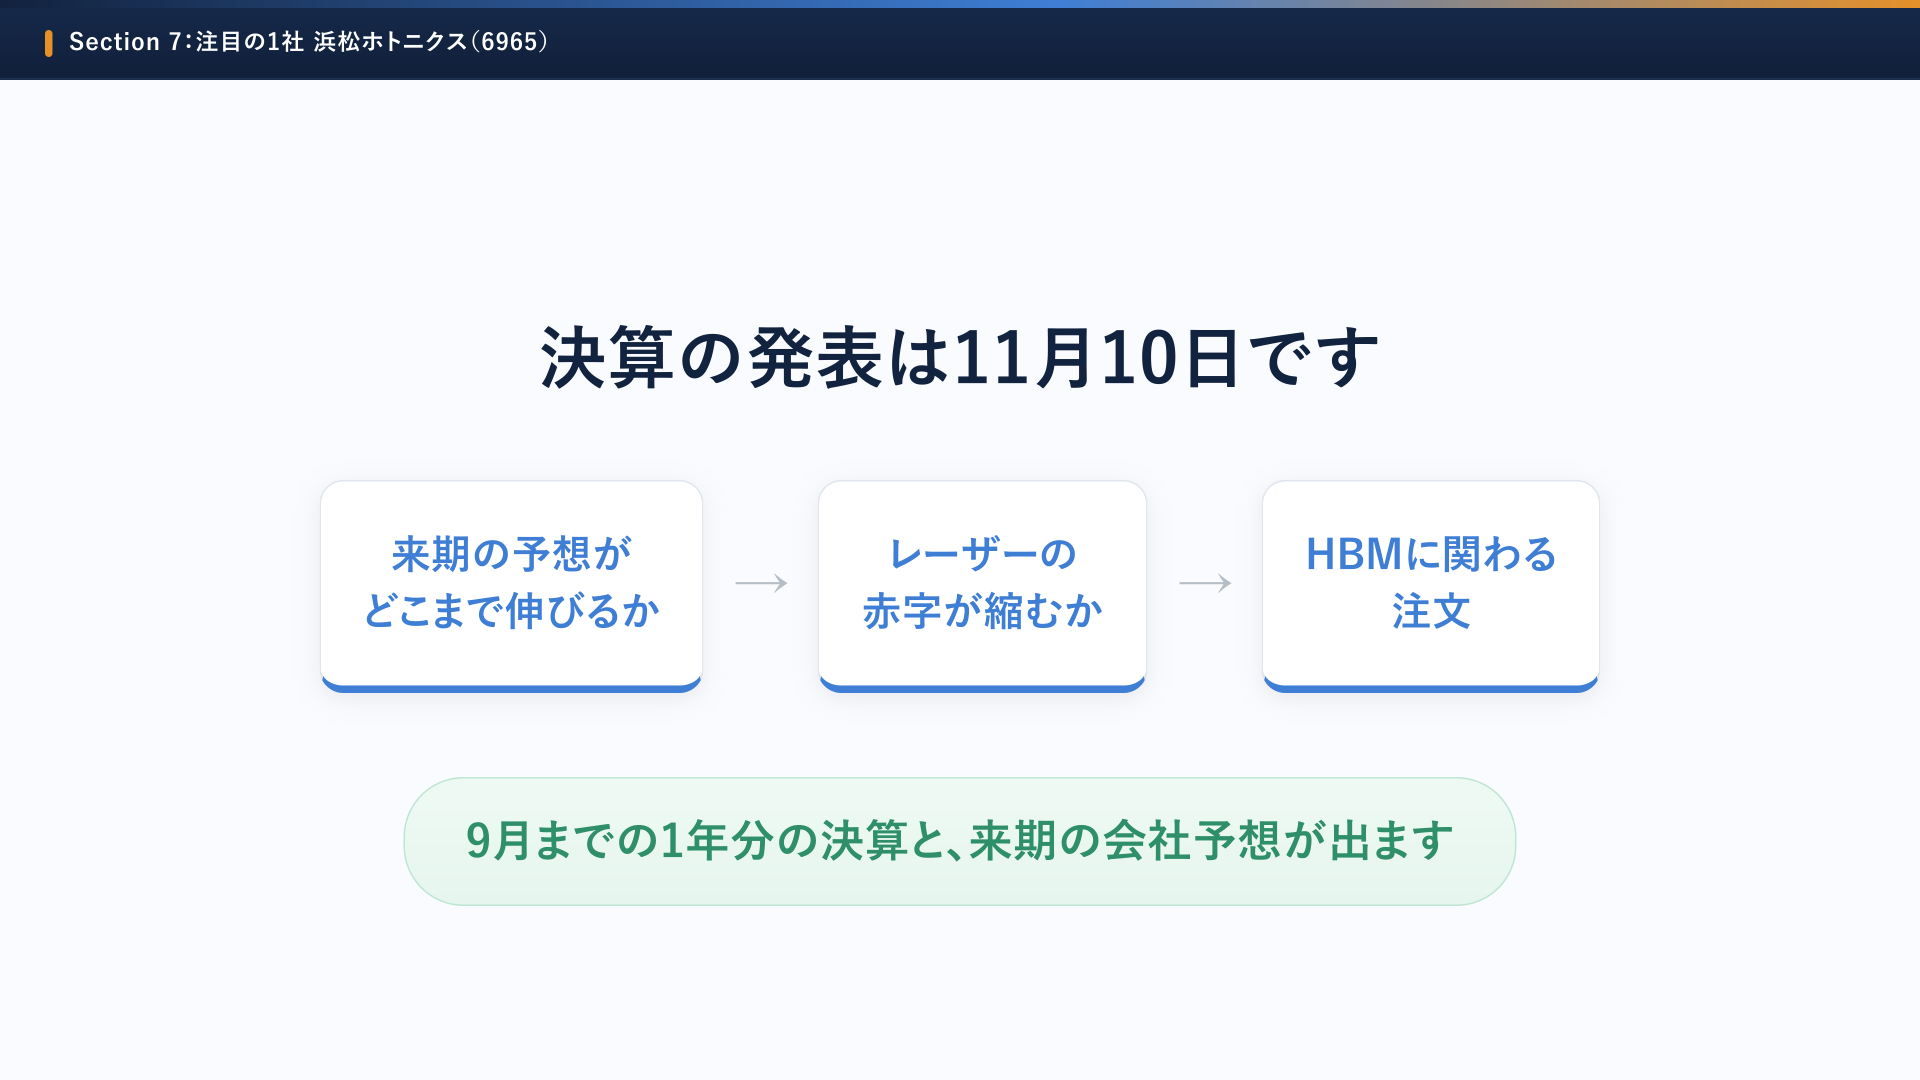 Section 7：注目の1社 浜松ホトニクス（6965）
決算の発表は11月10日です
来期の予想が
どこまで伸びるか
レーザーの
赤字が縮むか
HBMに関わる
注文
9月までの1年分の決算と、来期の会社予想が出ます